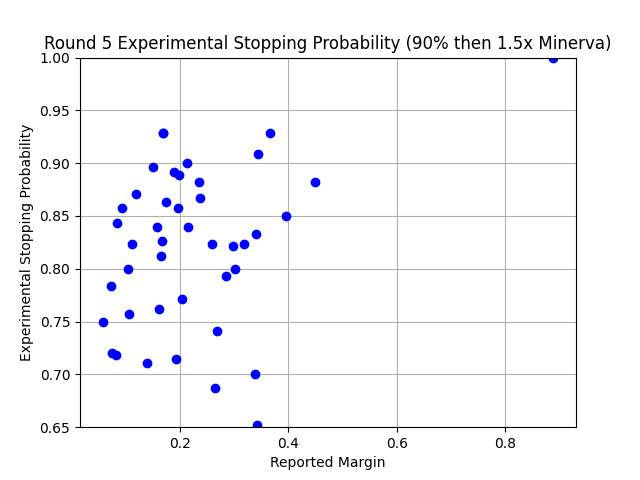 Round 5 Experimental Stopping Probability (90% then 1.5x Minerva)
1.00
0.95
0.90
0.85
0.80
0.75
0.70
0.65
Experimental Stopping Probability
0.2 0.4 0.6 0.8
Reported Margin